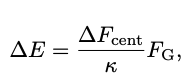 ΔE = ΔF_cent / κ F_G,